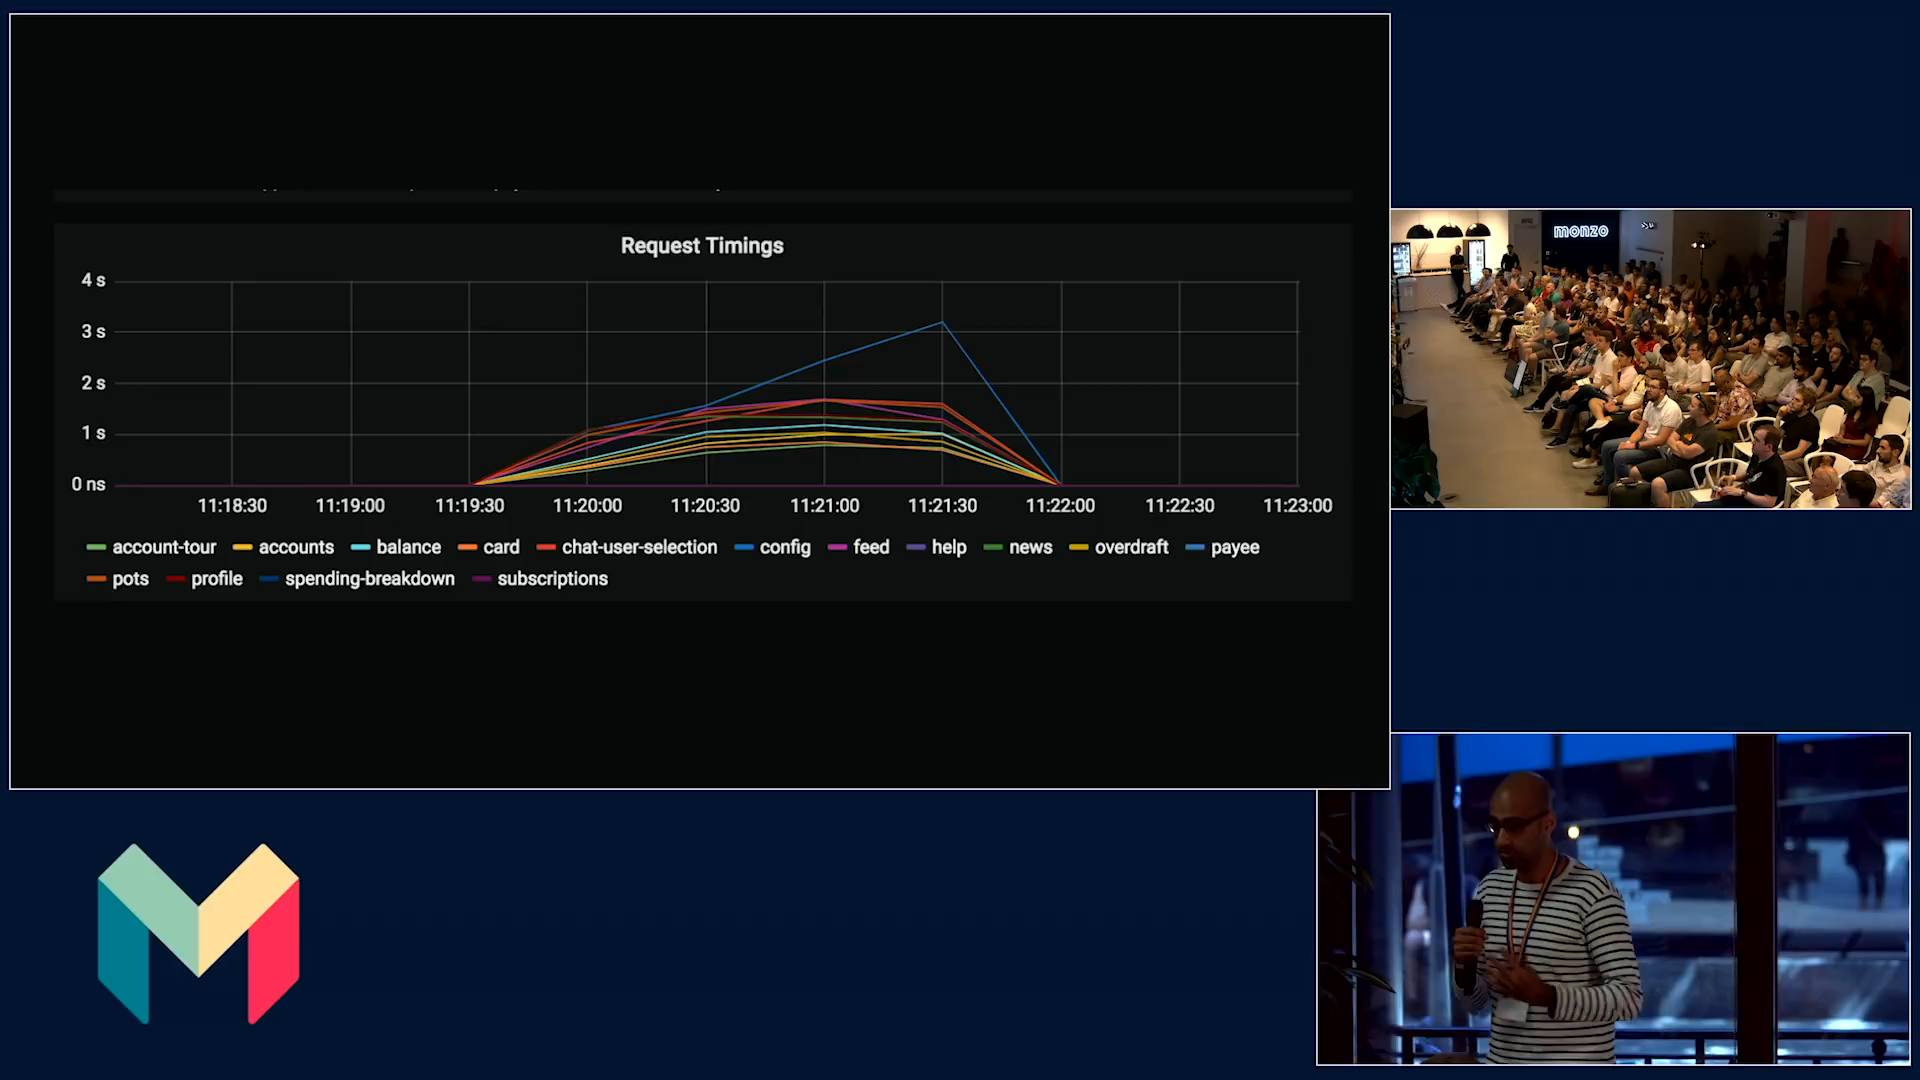 Request Timings
4 s
3 s
2 s
1 s
0 ns
11:18:30 11:19:00 11:19:30 11:20:00 11:20:30 11:21:00 11:21:30 11:22:00 11:22:30 11:23:00
account-tour accounts balance card chat-user-selection config feed help news overdraft payee
pots profile spending-breakdown subscriptions
monzo